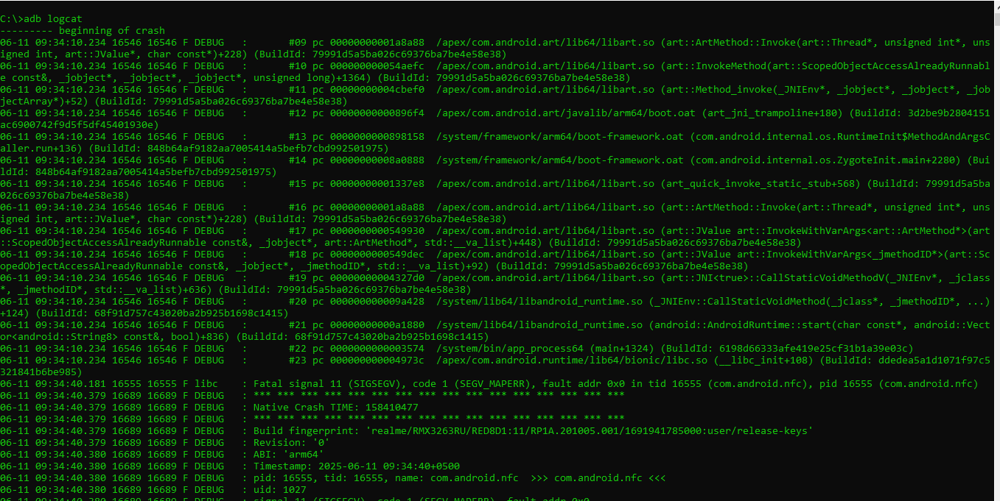 C:\>adb logcat
--------- beginning of crash
06-11 09:34:10.234 16546 16546 F DEBUG   :       #09 pc 00000000001a8a88  /apex/com.android.art/lib64/libart.so (art::ArtMethod::Invoke(art::Thread*, unsigned int*, uns
igned int, art::JValue*, char const*)+228) (BuildId: 79991d5a5ba026c69376ba7be4e58e38)
06-11 09:34:10.234 16546 16546 F DEBUG   :       #10 pc 000000000054aefc  /apex/com.android.art/lib64/libart.so (art::InvokeMethod(art::ScopedObjectAccessAlreadyRunnabl
e const&, _jobject*, _jobject*, _jobject*, unsigned long)+1364) (BuildId: 79991d5a5ba026c69376ba7be4e58e38)
06-11 09:34:10.234 16546 16546 F DEBUG   :       #11 pc 00000000004cbef0  /apex/com.android.art/lib64/libart.so (art::Method_invoke(_JNIEnv*, _jobject*, _jobject*, _job
jectArray*)+52) (BuildId: 79991d5a5ba026c69376ba7be4e58e38)
06-11 09:34:10.234 16546 16546 F DEBUG   :       #12 pc 00000000000896f4  /apex/com.android.art/javalib/arm64/boot.oat (art_jni_trampoline+180) (BuildId: 3d2be9b2804151
ac6900742f9d5f5df45401930e)
06-11 09:34:10.234 16546 16546 F DEBUG   :       #13 pc 0000000000898158  /system/framework/arm64/boot-framework.oat (com.android.internal.os.RuntimeInit$MethodAndArgsC
aller.run+136) (BuildId: 848b64af9182aa7005414a5befb7cbd992501975)
06-11 09:34:10.234 16546 16546 F DEBUG   :       #14 pc 00000000008a0888  /system/framework/arm64/boot-framework.oat (com.android.internal.os.ZygoteInit.main+2280) (Bui
ldId: 848b64af9182aa7005414a5befb7cbd992501975)
06-11 09:34:10.234 16546 16546 F DEBUG   :       #15 pc 00000000001337e8  /apex/com.android.art/lib64/libart.so (art_quick_invoke_static_stub+568) (BuildId: 79991d5a5ba
026c69376ba7be4e58e38)
06-11 09:34:10.234 16546 16546 F DEBUG   :       #16 pc 00000000001a8a88  /apex/com.android.art/lib64/libart.so (art::ArtMethod::Invoke(art::Thread*, unsigned int*, uns
igned int, art::JValue*, char const*)+228) (BuildId: 79991d5a5ba026c69376ba7be4e58e38)
06-11 09:34:10.234 16546 16546 F DEBUG   :       #17 pc 0000000000549930  /apex/com.android.art/lib64/libart.so (art::JValue art::InvokeWithVarArgs<art::ArtMethod*>(art
::ScopedObjectAccessAlreadyRunnable const&, _jobject*, art::ArtMethod*, std::__va_list)+448) (BuildId: 79991d5a5ba026c69376ba7be4e58e38)
06-11 09:34:10.234 16546 16546 F DEBUG   :       #18 pc 0000000000549dec  /apex/com.android.art/lib64/libart.so (art::JValue art::InvokeWithVarArgs<_jmethodID*>(art::Sc
opedObjectAccessAlreadyRunnable const&, _jobject*, _jmethodID*, std::__va_list)+92) (BuildId: 79991d5a5ba026c69376ba7be4e58e38)
06-11 09:34:10.234 16546 16546 F DEBUG   :       #19 pc 00000000004327d0  /apex/com.android.art/lib64/libart.so (art::JNI<true>::CallStaticVoidMethodV(_JNIEnv*, _jclass
*, _jmethodID*, std::__va_list)+636) (BuildId: 79991d5a5ba026c69376ba7be4e58e38)
06-11 09:34:10.234 16546 16546 F DEBUG   :       #20 pc 000000000009a428  /system/lib64/libandroid_runtime.so (_JNIEnv::CallStaticVoidMethod(_jclass*, _jmethodID*, ...)
+124) (BuildId: 68f91d757c43020ba2b925b1698c1415)
06-11 09:34:10.234 16546 16546 F DEBUG   :       #21 pc 00000000000a1880  /system/lib64/libandroid_runtime.so (android::AndroidRuntime::start(char const*, android::Vect
or<android::String8> const&, bool)+836) (BuildId: 68f91d757c43020ba2b925b1698c1415)
06-11 09:34:10.234 16546 16546 F DEBUG   :       #22 pc 0000000000003574  /system/bin/app_process64 (main+1324) (BuildId: 6198d66333afe419e25cf31b1a39e03c)
06-11 09:34:10.234 16546 16546 F DEBUG   :       #23 pc 000000000004973c  /apex/com.android.runtime/lib64/bionic/libc.so (__libc_init+108) (BuildId: ddedea5a1d1071f97c5
321841b6be985)
06-11 09:34:40.181 16555 16555 F libc    : Fatal signal 11 (SIGSEGV), code 1 (SEGV_MAPERR), fault addr 0x0 in tid 16555 (com.android.nfc), pid 16555 (com.android.nfc)
06-11 09:34:40.379 16689 16689 F DEBUG   : *** *** *** *** *** *** *** *** *** *** *** *** *** *** *** ***
06-11 09:34:40.379 16689 16689 F DEBUG   : Native Crash TIME: 158410477
06-11 09:34:40.379 16689 16689 F DEBUG   : *** *** *** *** *** *** *** *** *** *** *** *** *** *** *** ***
06-11 09:34:40.379 16689 16689 F DEBUG   : Build fingerprint: 'realme/RMX3263RU/RED8D1:11/RP1A.201005.001/1691941785000:user/release-keys'
06-11 09:34:40.379 16689 16689 F DEBUG   : Revision: '0'
06-11 09:34:40.380 16689 16689 F DEBUG   : ABI: 'arm64'
06-11 09:34:40.380 16689 16689 F DEBUG   : Timestamp: 2025-06-11 09:34:40+0500
06-11 09:34:40.380 16689 16689 F DEBUG   : pid: 16555, tid: 16555, name: com.android.nfc  >>> com.android.nfc <<<
06-11 09:34:40.380 16689 16689 F DEBUG   : uid: 1027
06-11 09:34:40.380 16689 16689 F DEBUG   : signal 11 (SIGSEGV), code 1 (SEGV_MAPERR), fault addr 0x0